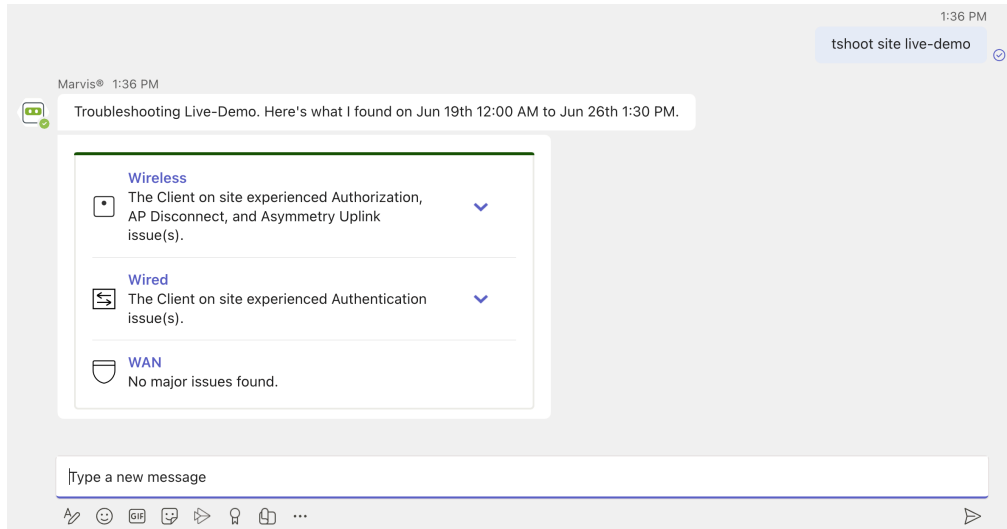 1:36 PM
tshoot site live-demo
Marvis® 1:36 PM
Troubleshooting Live-Demo. Here's what I found on Jun 19th 12:00 AM to Jun 26th 1:30 PM.
Wireless
The Client on site experienced Authorization,
AP Disconnect, and Asymmetry Uplink
issue(s).
Wired
The Client on site experienced Authentication
issue(s).
WAN
No major issues found.
Type a new message
GIF